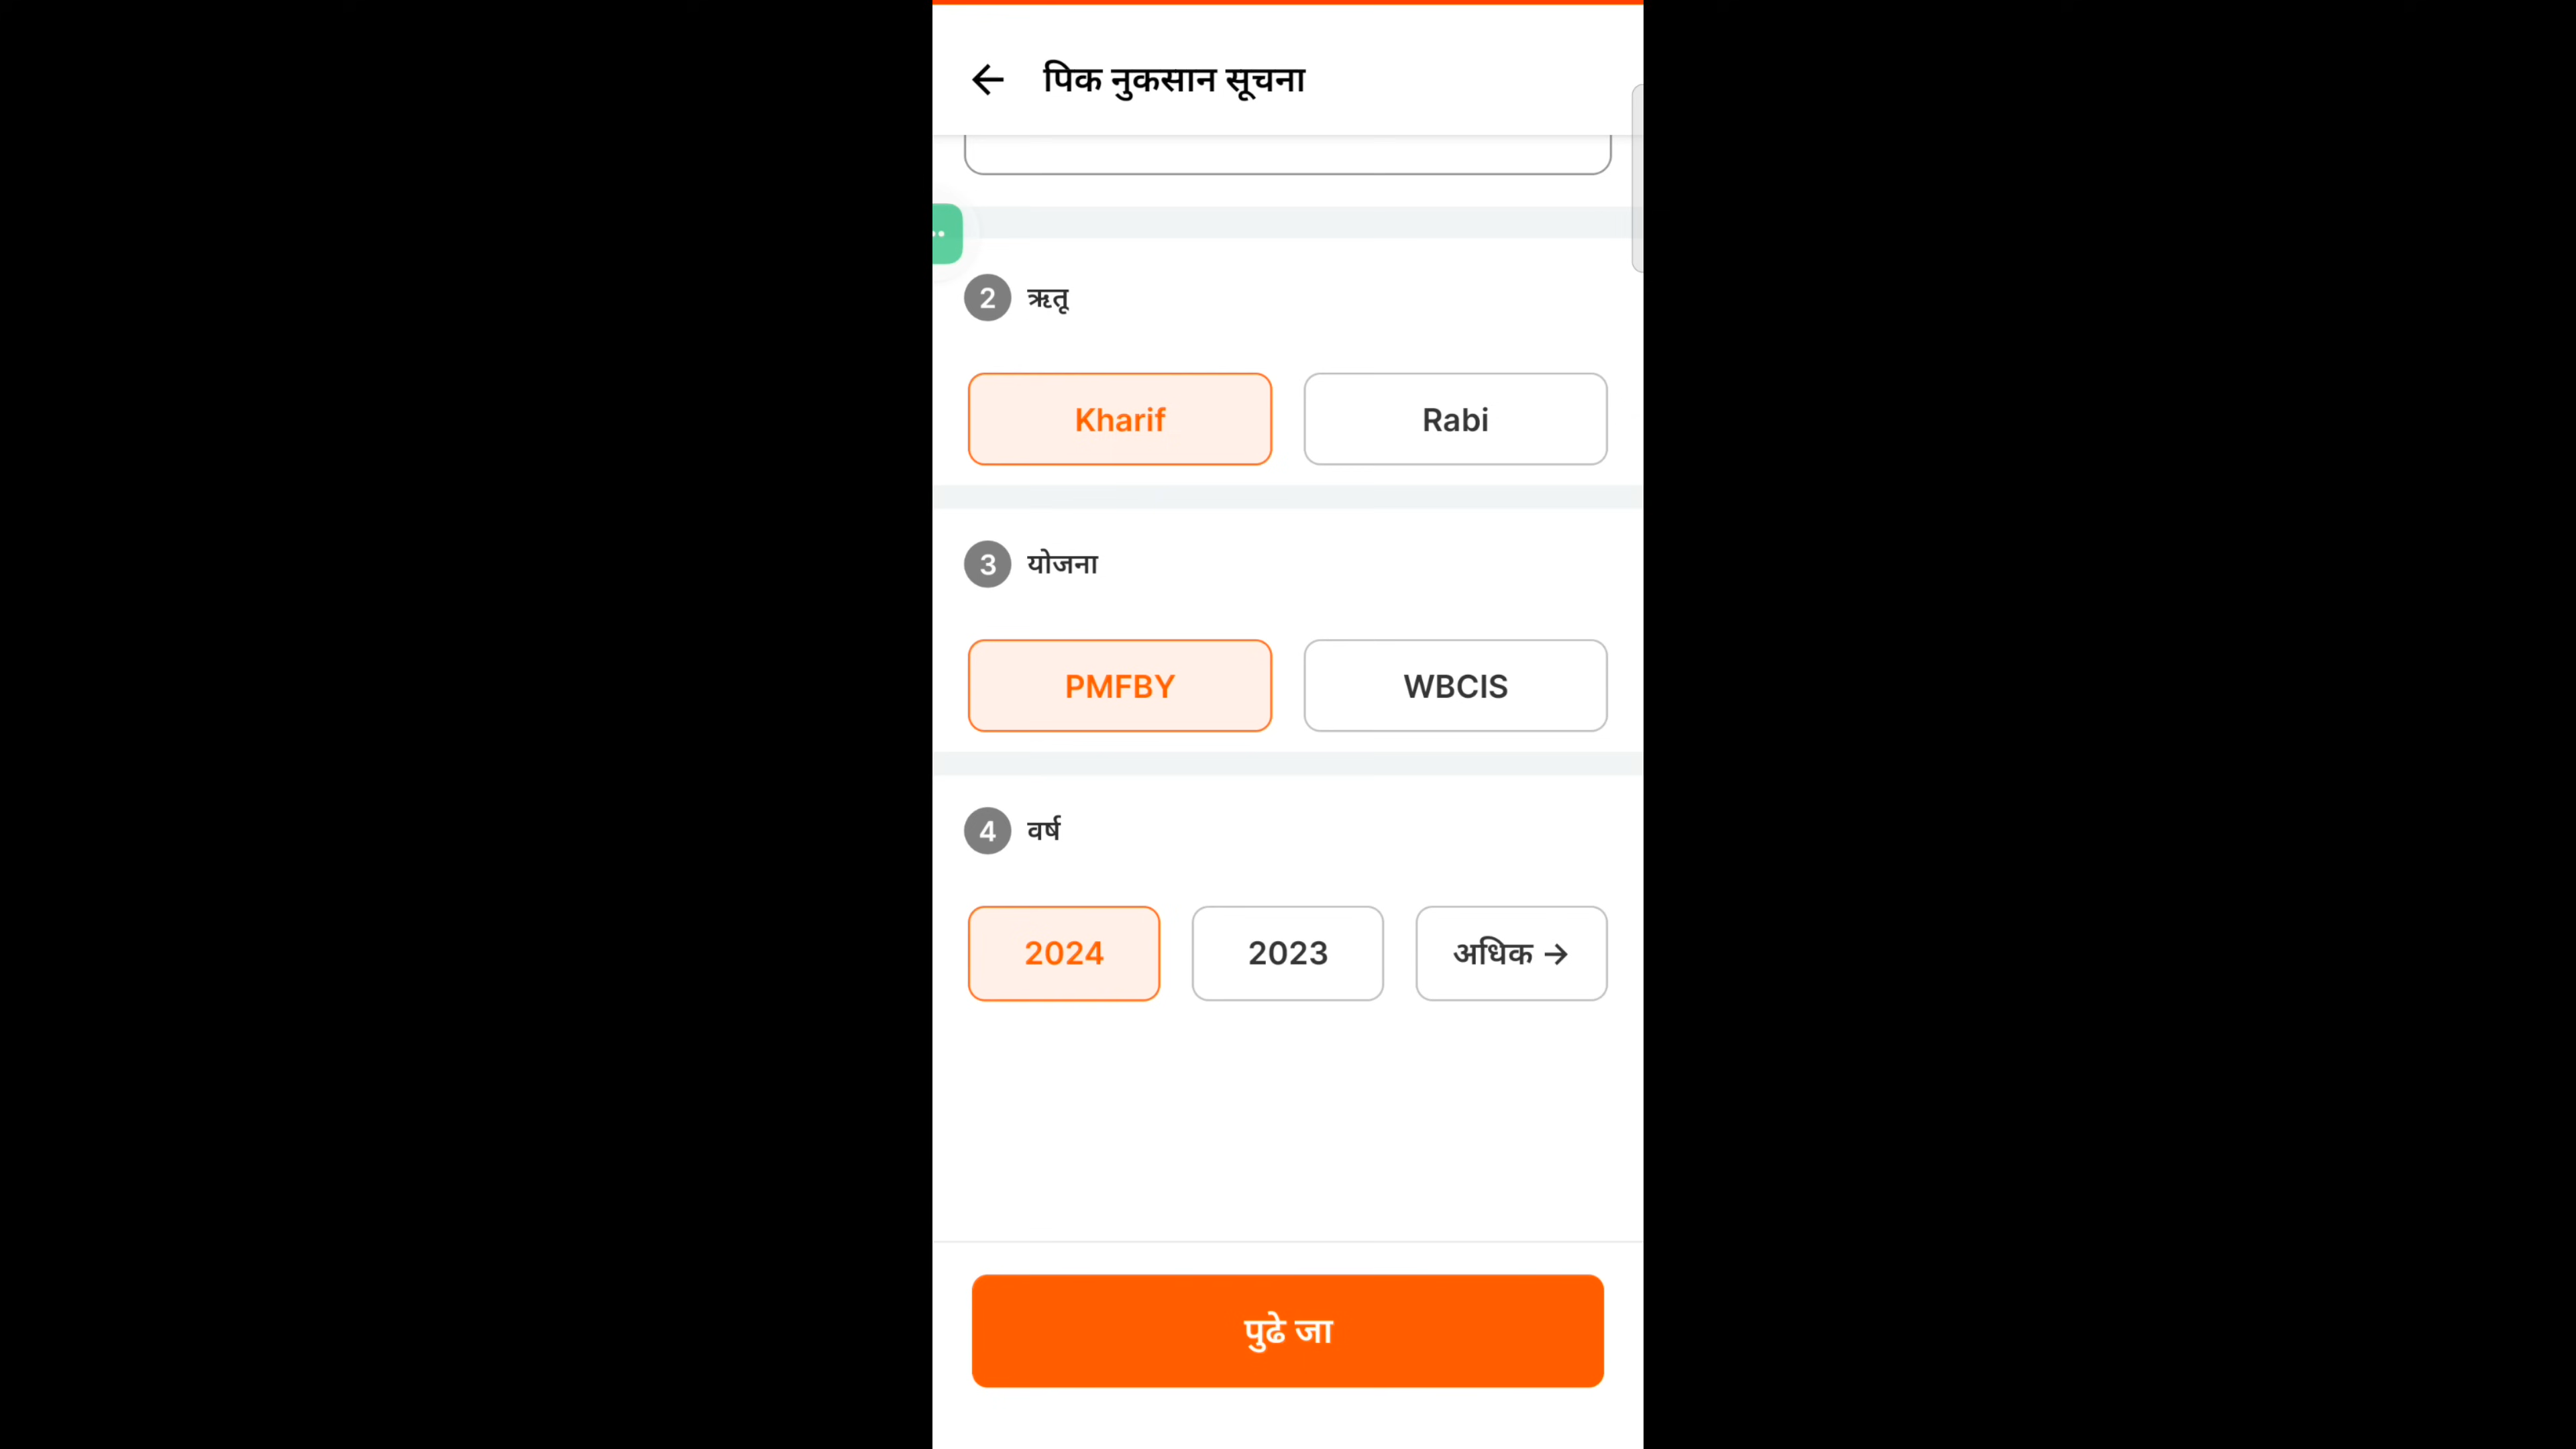 पिक नुकसान सूचना
2 ऋतू
Kharif Rabi
3 योजना
PMFBY WBCIS
4 वर्ष
2024 2023 अधिक →
पुढे जा